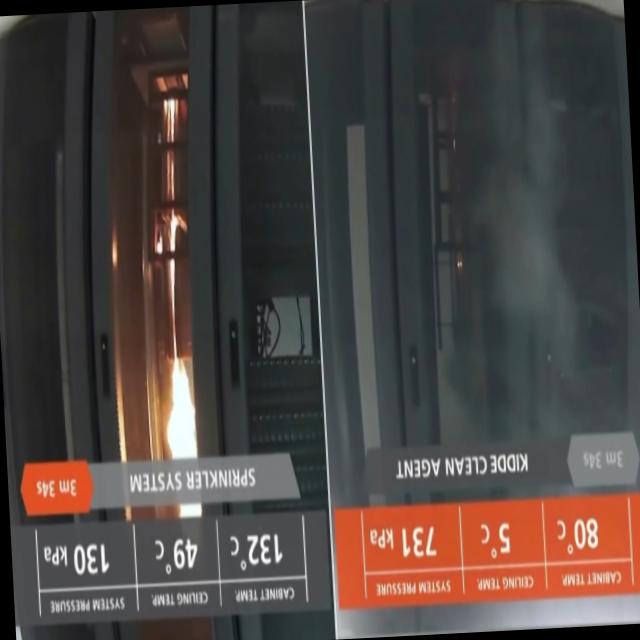 CABINET TEMP. CEILING TEMP. SYSTEM PRESSURE
80°C 5°C 731 kPa
3m 34s KIDDE CLEAN AGENT
CABINET TEMP. CEILING TEMP. SYSTEM PRESSURE
132°C 49°C 130 kPa
SPRINKLER SYSTEM 3m 34s